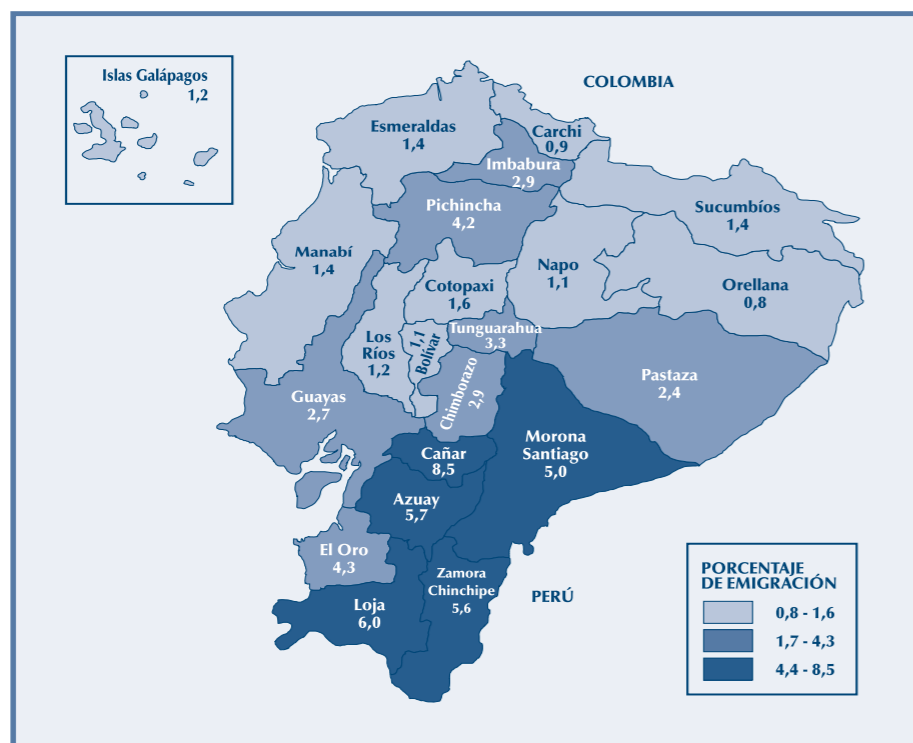 Islas Galápagos
1,2
COLOMBIA
Esmeraldas
1,4
Carchi
0,9
Imbabura
2,9
Pichincha
4,2
Sucumbíos
1,4
Manabí
1,4
Cotopaxi
1,6
Napo
1,1
Orellana
0,8
Tunguarahua
3,3
Los
Ríos
1,2
1,1
Bolívar
Chimborazo
2,9
Pastaza
2,4
Guayas
2,7
Morona
Santiago
5,0
Cañar
8,5
Azuay
5,7
El Oro
4,3
Zamora
Chinchipe
5,6
PERÚ
Loja
6,0
PORCENTAJE
DE EMIGRACIÓN
0,8 - 1,6
1,7 - 4,3
4,4 - 8,5